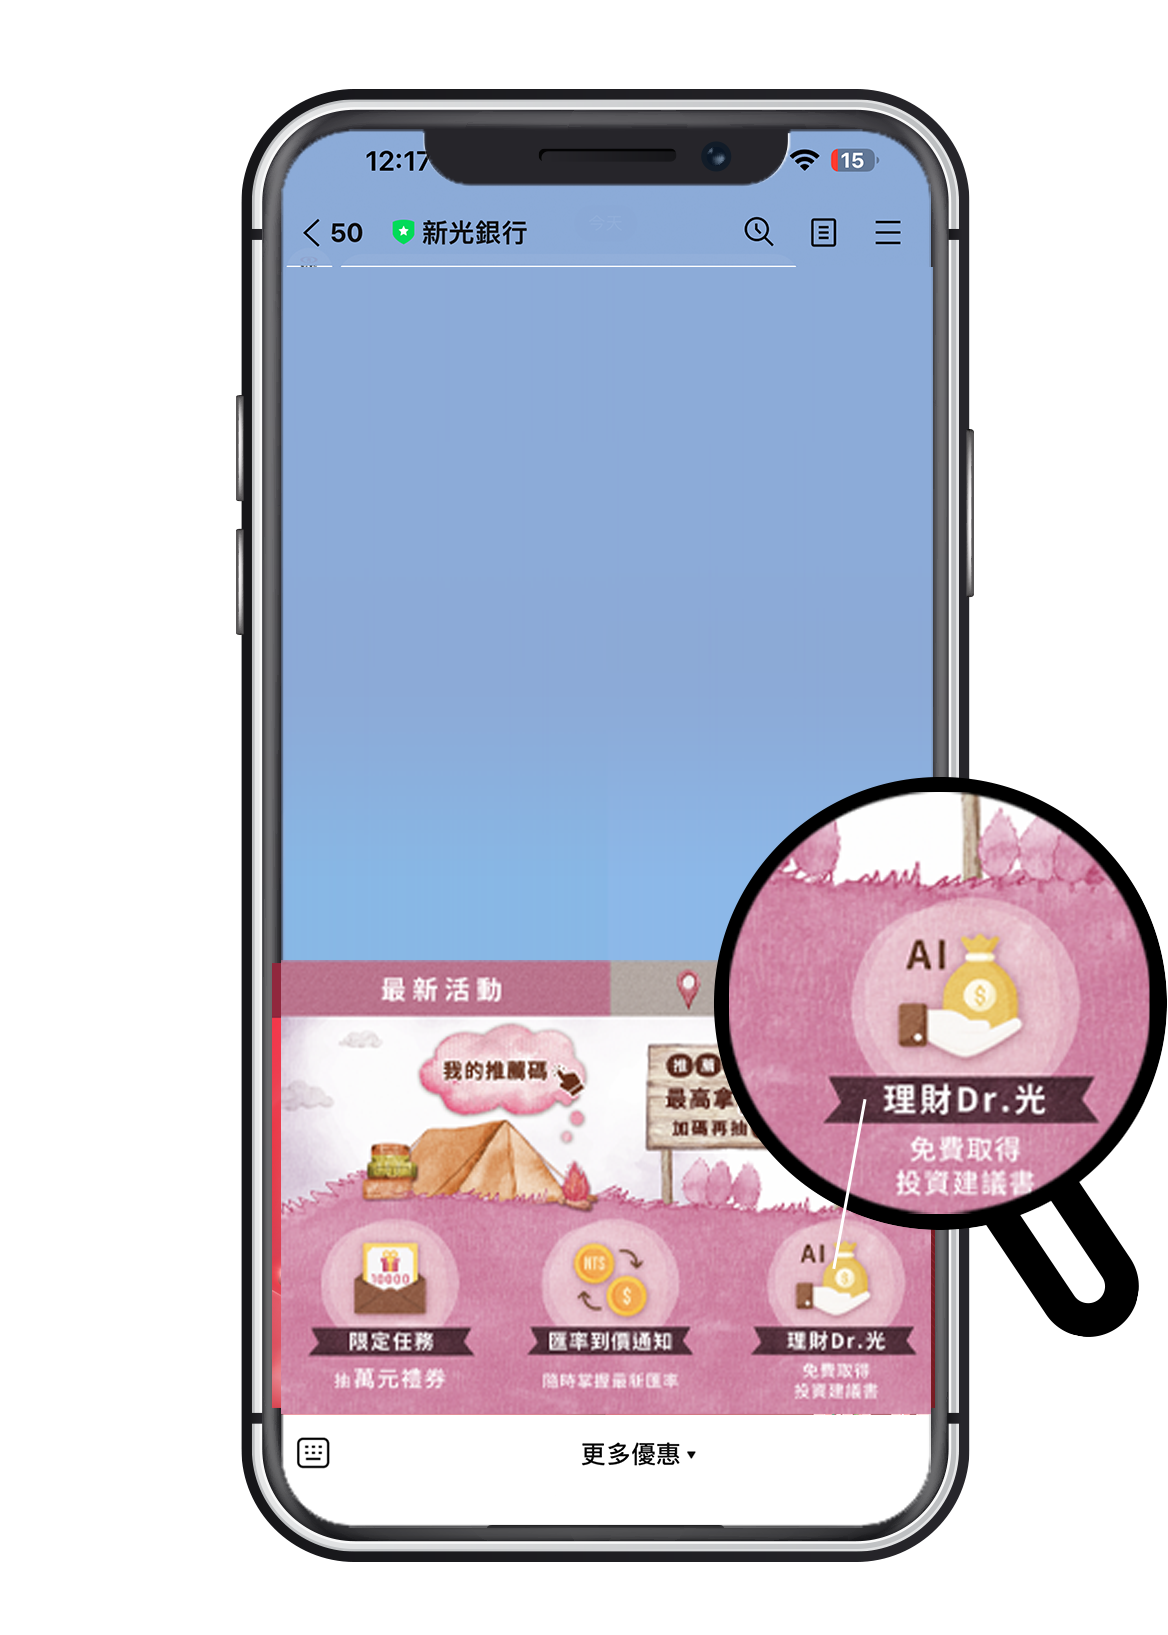 12:17
15
50
新光銀行
今天
最新活動
我的推薦碼
推薦
最高拿
加碼再抽
AI
$
理財Dr.光
免費取得
投資建議書
10000
限定任務
抽萬元禮券
NT$
$
匯率到價通知
隨時掌握最新匯率
AI
$
理財Dr.光
免費取得
投資建議書
更多優惠